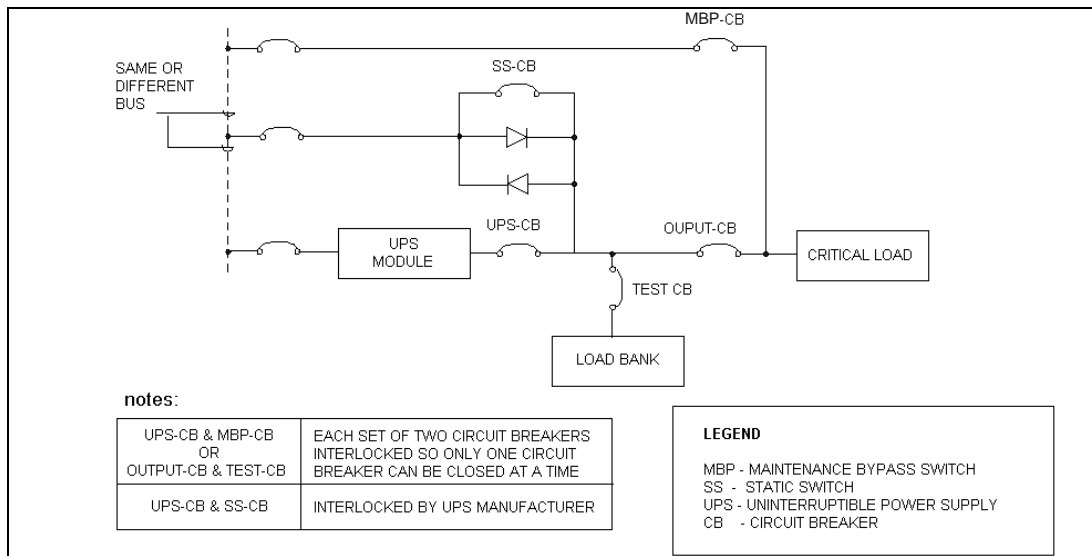 MBP-CB
SAME OR
DIFFERENT
BUS
SS-CB
UPS-CB
OUPUT-CB
UPS
MODULE
CRITICAL LOAD
TEST CB
LOAD BANK
notes:
UPS-CB & MBP-CB
OR
OUTPUT-CB & TEST-CB
EACH SET OF TWO CIRCUIT BREAKERS
INTERLOCKED SO ONLY ONE CIRCUIT
BREAKER CAN BE CLOSED AT A TIME
UPS-CB & SS-CB
INTERLOCKED BY UPS MANUFACTURER
LEGEND
MBP - MAINTENANCE BYPASS SWITCH
SS - STATIC SWITCH
UPS - UNINTERRUPTIBLE POWER SUPPLY
CB - CIRCUIT BREAKER